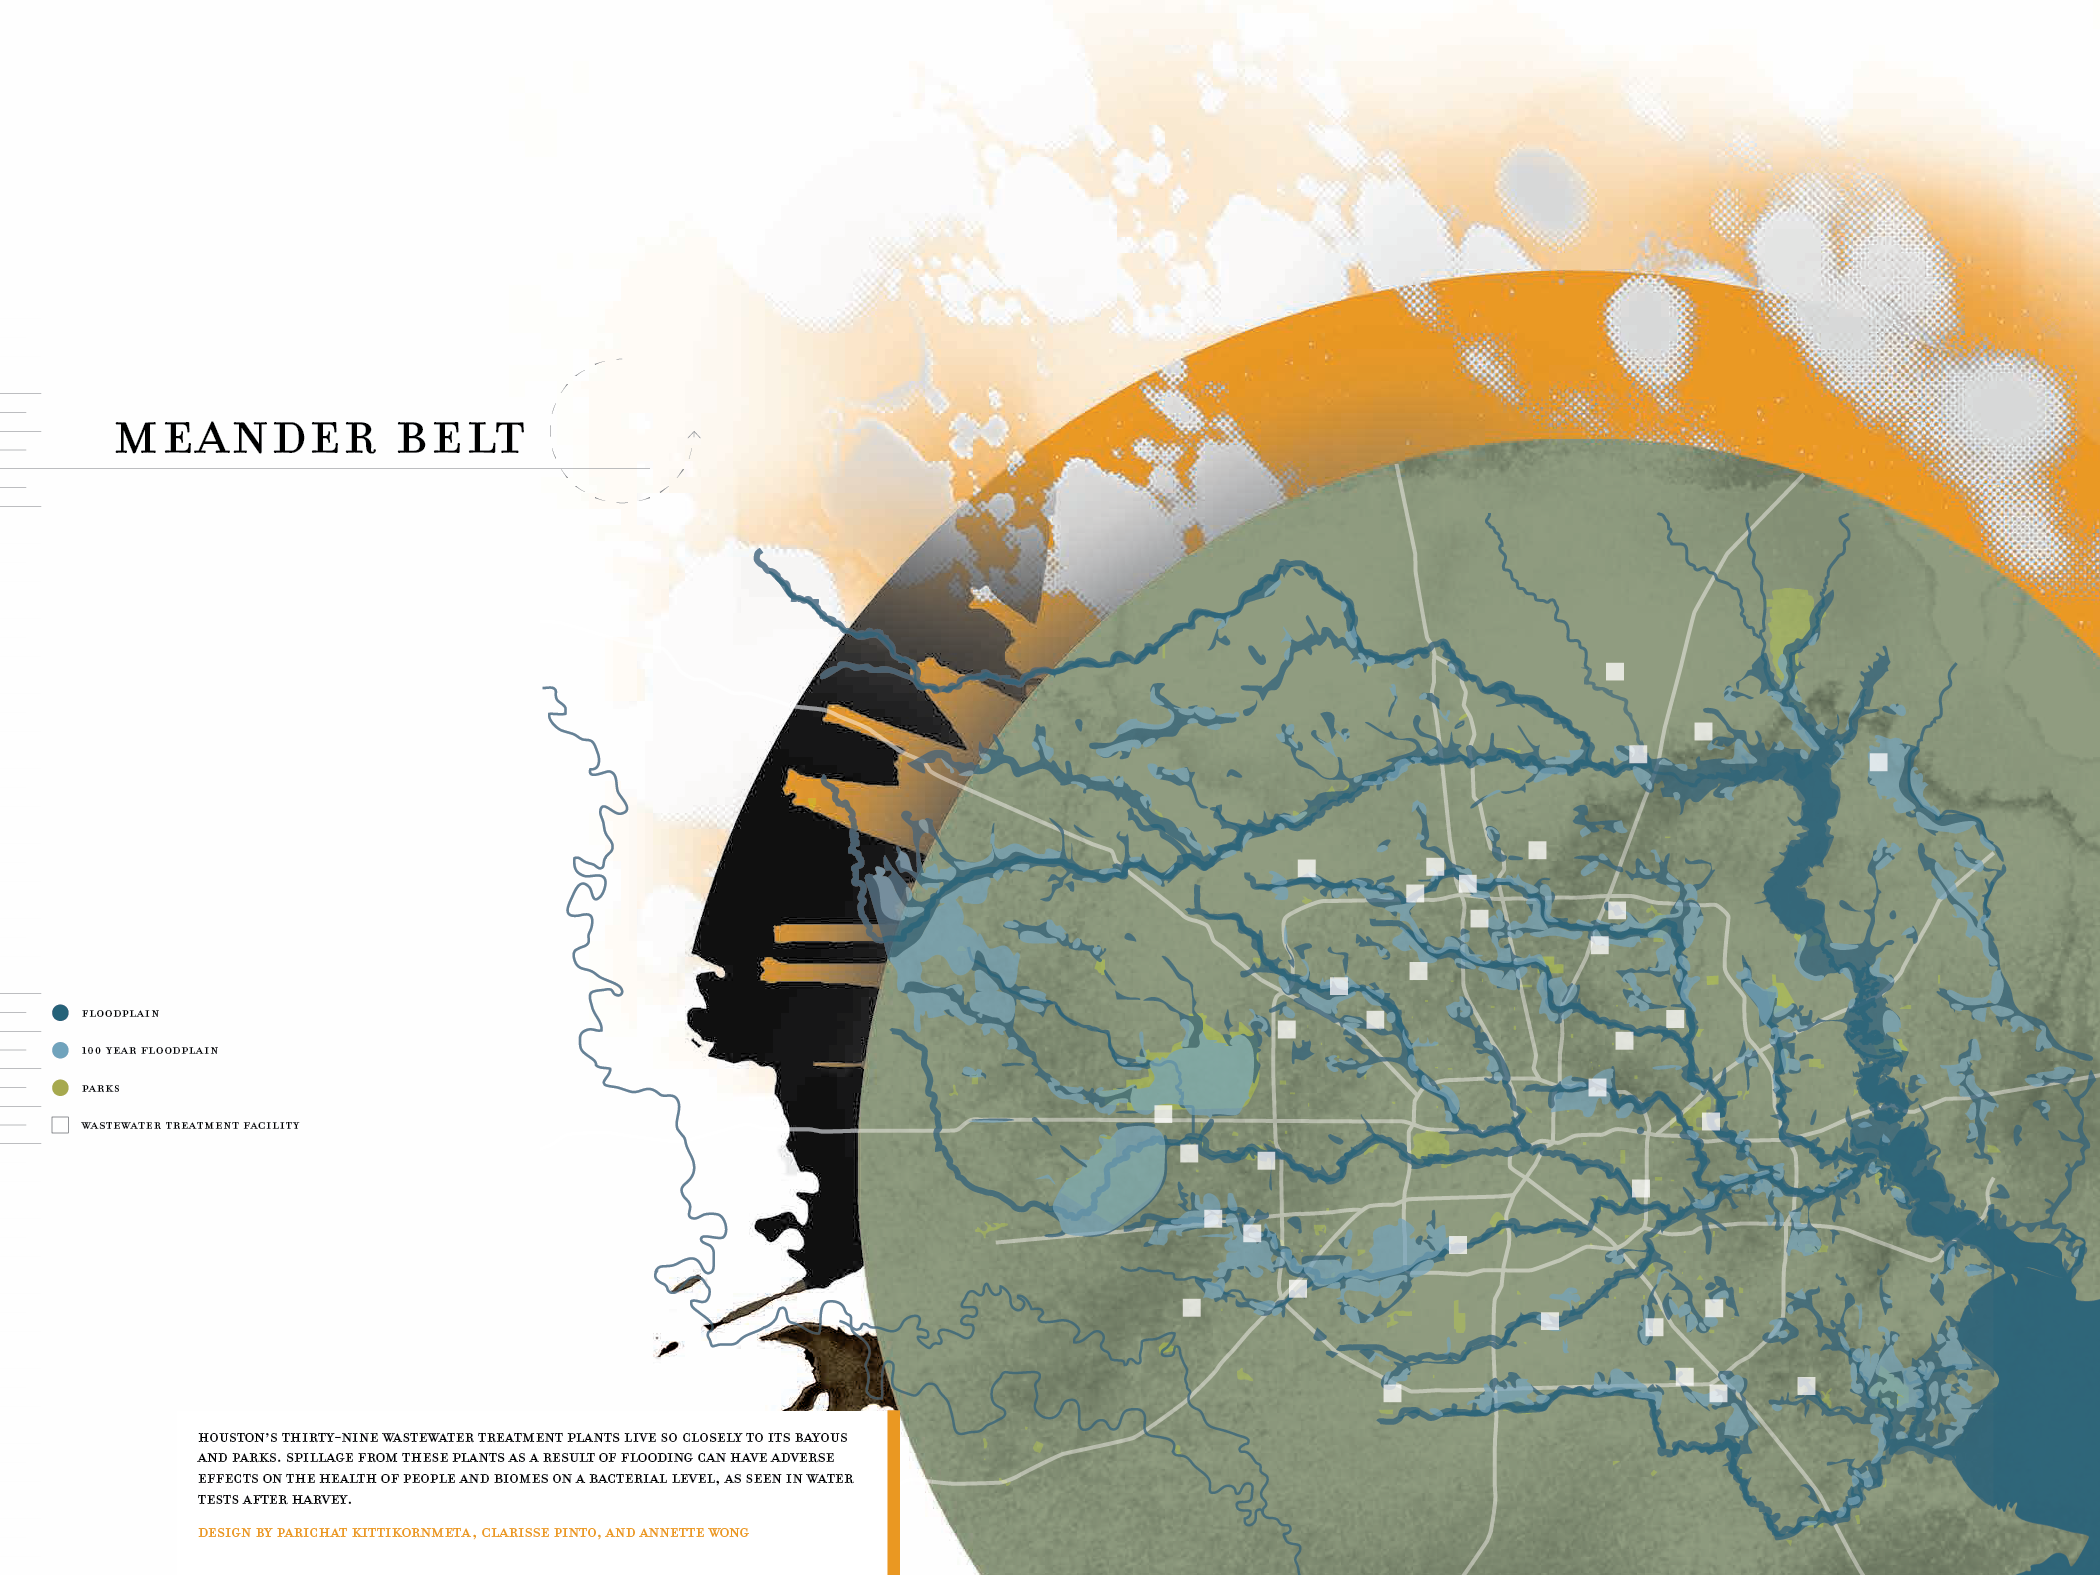 MEANDER BELT
FLOODPLAIN
100 YEAR FLOODPLAIN
PARKS
WASTEWATER TREATMENT FACILITY
HOUSTON'S THIRTY-NINE WASTEWATER TREATMENT PLANTS LIVE SO CLOSELY TO ITS BAYOUS
AND PARKS. SPILLAGE FROM THESE PLANTS AS A RESULT OF FLOODING CAN HAVE ADVERSE
EFFECTS ON THE HEALTH OF PEOPLE AND BIOMES ON A BACTERIAL LEVEL, AS SEEN IN WATER
TESTS AFTER HARVEY.
DESIGN BY PARICHAT KITTIKORNMETA, CLARISSE PINTO, AND ANNETTE WONG